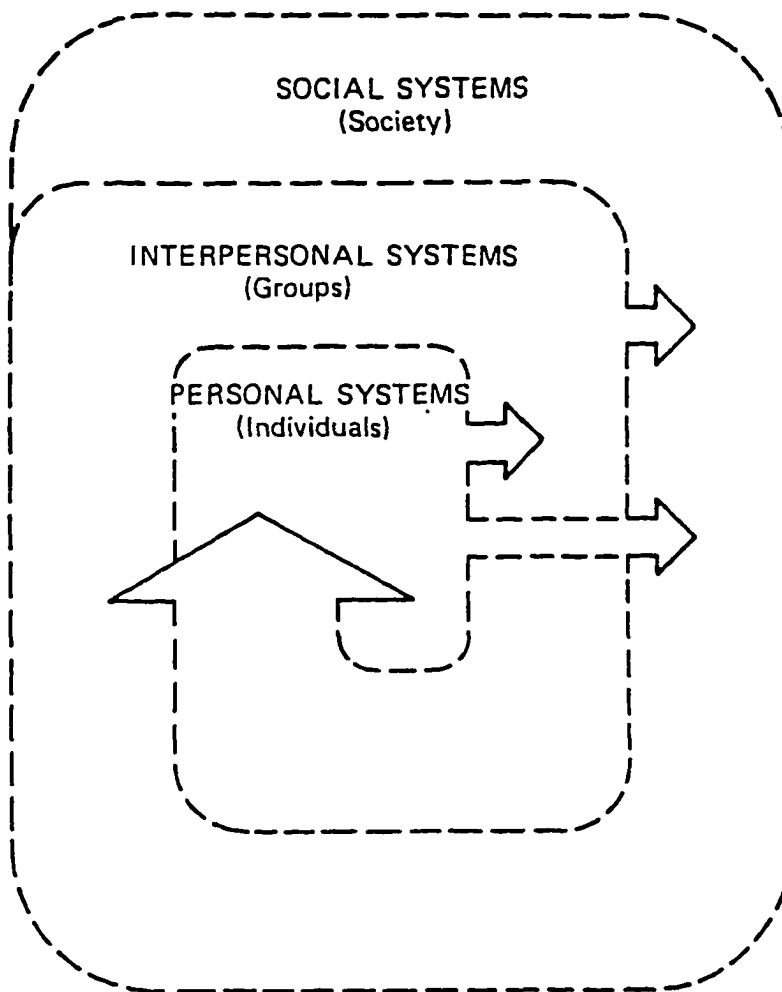 SOCIAL SYSTEMS
(Society)
INTERPERSONAL SYSTEMS
(Groups)
PERSONAL SYSTEMS
(Individuals)